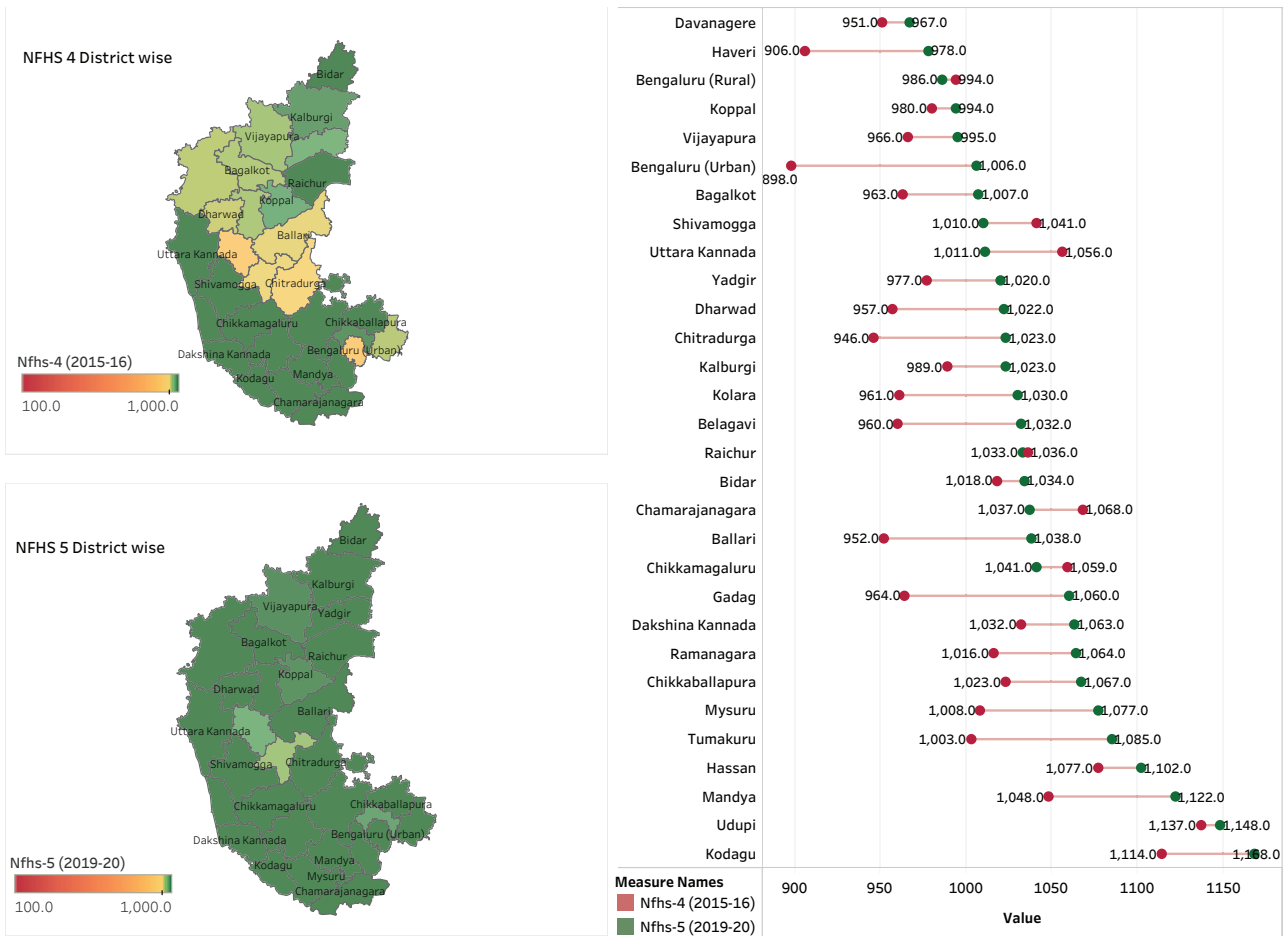 NFHS 4 District wise
Bidar
Kalburgi
Vijayapura
Bagalkot
Raichur
Koppal
Dharwad
Ballari
Uttara Kannada
Shivamogga
Chitradurga
Chikkamagaluru
Chikkaballapura
Dakshina Kannada
Bengaluru (Urban)
Kodagu
Mandya
Chamarajanagara
Nfhs-4 (2015-16)
100.0 1,000.0
NFHS 5 District wise
Bidar
Kalburgi
Vijayapura
Yadgir
Bagalkot
Raichur
Koppal
Dharwad
Ballari
Uttara Kannada
Shivamogga
Chitradurga
Chikkamagaluru
Chikkaballapura
Dakshina Kannada
Bengaluru (Urban)
Kodagu
Mandya
Mysuru
Chamarajanagara
Nfhs-5 (2019-20)
100.0 1,000.0
Davanagere 951.0 967.0
Haveri 906.0 978.0
Bengaluru (Rural) 986.0 994.0
Koppal 980.0 994.0
Vijayapura 966.0 995.0
Bengaluru (Urban) 898.0 1,006.0
Bagalkot 963.0 1,007.0
Shivamogga 1,010.0 1,041.0
Uttara Kannada 1,011.0 1,056.0
Yadgir 977.0 1,020.0
Dharwad 957.0 1,022.0
Chitradurga 946.0 1,023.0
Kalburgi 989.0 1,023.0
Kolara 961.0 1,030.0
Belagavi 960.0 1,032.0
Raichur 1,033.0 1,036.0
Bidar 1,018.0 1,034.0
Chamarajanagara 1,037.0 1,068.0
Ballari 952.0 1,038.0
Chikkamagaluru 1,041.0 1,059.0
Gadag 964.0 1,060.0
Dakshina Kannada 1,032.0 1,063.0
Ramanagara 1,016.0 1,064.0
Chikkaballapura 1,023.0 1,067.0
Mysuru 1,008.0 1,077.0
Tumakuru 1,003.0 1,085.0
Hassan 1,077.0 1,102.0
Mandya 1,048.0 1,122.0
Udupi 1,137.0 1,148.0
Kodagu 1,114.0 1,168.0
900 950 1000 1050 1100 1150
Value
Measure Names
Nfhs-4 (2015-16)
Nfhs-5 (2019-20)